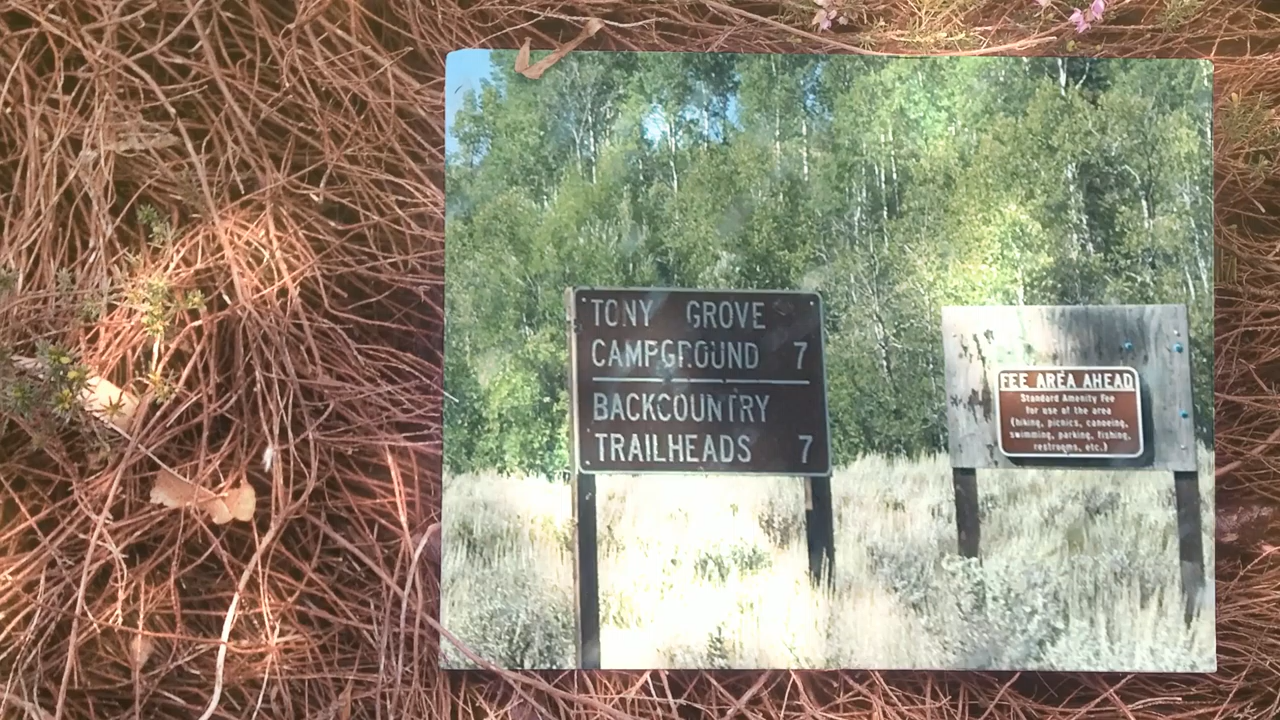 TONY GROVE
CAMPGROUND 7
BACKCOUNTRY
TRAILHEADS 7
FEE AREA AHEAD
Standard Amenity Fee
for use of the area
(hiking, picnics, canoeing,
swimming, parking, fishing,
restrooms, etc.)